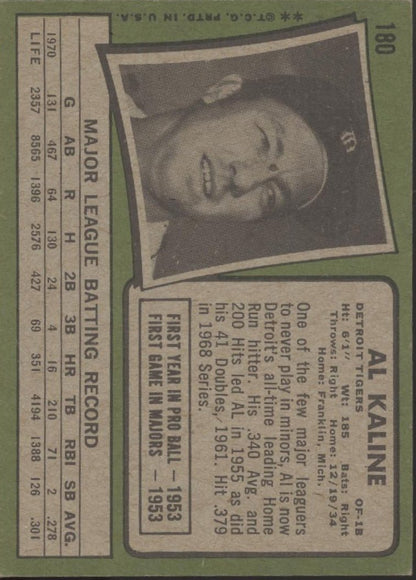 180
**©T.C.G. PRTD. IN U.S.A.
AL KALINE
DETROIT TIGERS OF-1B
Ht: 6'1" Wt: 185 Bats: Right
Throws: Right Home: 12/19/34
Home: Franklin, Mich.
One of the few major leaguers
to never play in minors, Al is now
Detroit's all-time leading Home
Run hitter. His .340 Avg. and
200 Hits led AL in 1955 as did
his 41 Doubles, 1961. Hit .379
in 1968 Series.
FIRST YEAR IN PRO BALL — 1953
FIRST GAME IN MAJORS — 1953
MAJOR LEAGUE BATTING RECORD
G AB R H 2B 3B HR TB RBI SB AVG.
1970 131 467 64 130 24 4 16 210 71 2 .278
LIFE 2357 8565 1396 2576 427 69 351 4194 1388 126 .301